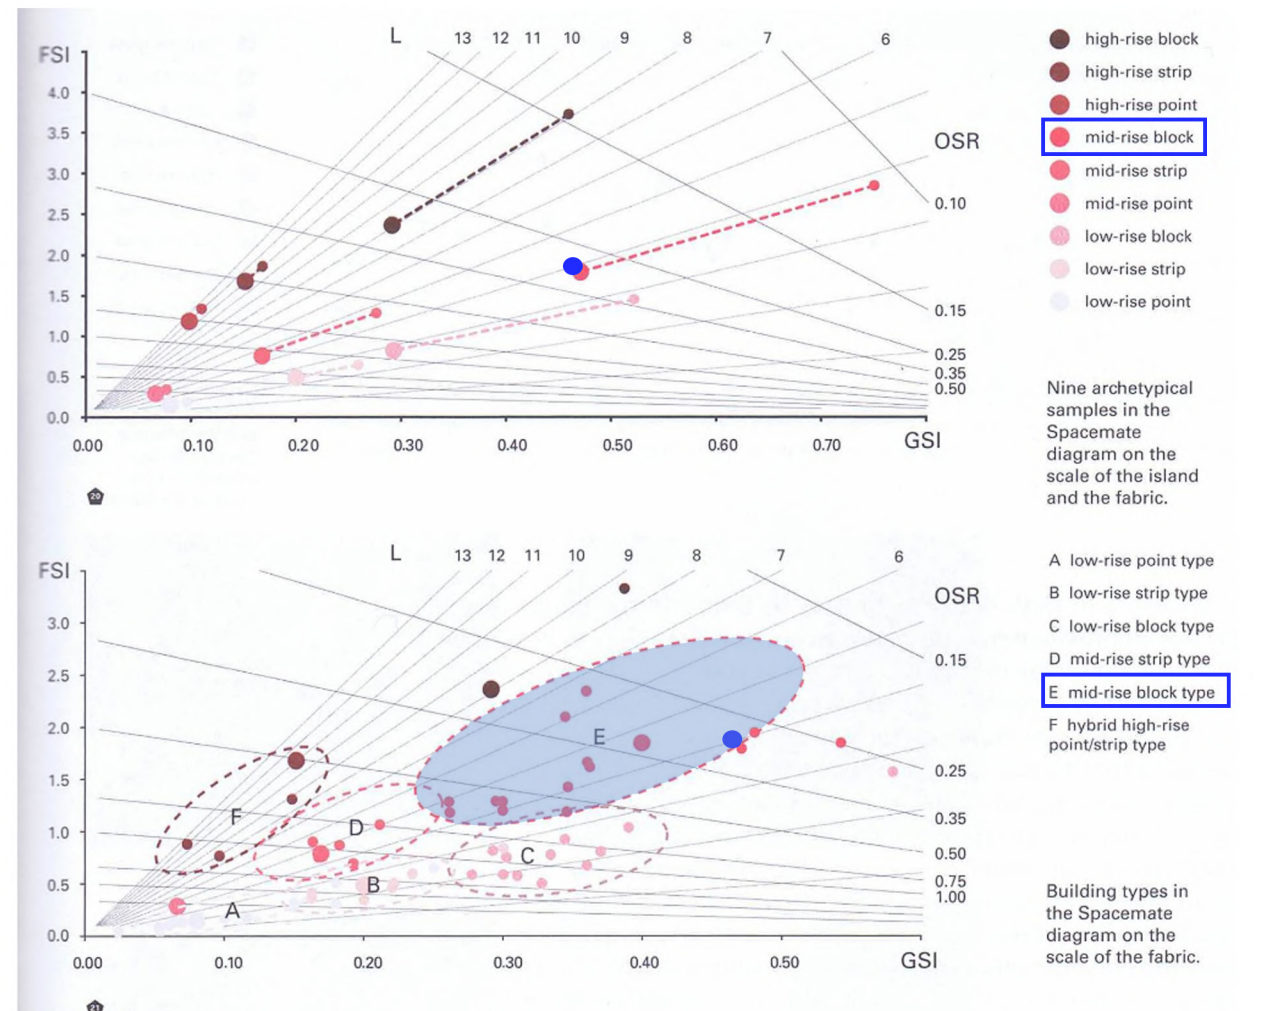 FSI
L 13 12 11 10 9 8 7 6
4.0
3.5
3.0
2.5
2.0
1.5
1.0
0.5
0.0
OSR
0.10
0.15
0.25
0.35
0.50
0.00 0.10 0.20 0.30 0.40 0.50 0.60 0.70 GSI
high-rise block
high-rise strip
high-rise point
mid-rise block
mid-rise strip
mid-rise point
low-rise block
low-rise strip
low-rise point
Nine archetypical
samples in the
Spacemate
diagram on the
scale of the island
and the fabric.
20
FSI
L 13 12 11 10 9 8 7 6
3.0
2.5
2.0
1.5
1.0
0.5
0.0
OSR
0.15
0.25
0.35
0.50
0.75
1.00
E
F
D
C
B
A
0.00 0.10 0.20 0.30 0.40 0.50 GSI
A low-rise point type
B low-rise strip type
C low-rise block type
D mid-rise strip type
E mid-rise block type
F hybrid high-rise
point/strip type
Building types in
the Spacemate
diagram on the
scale of the fabric.
21